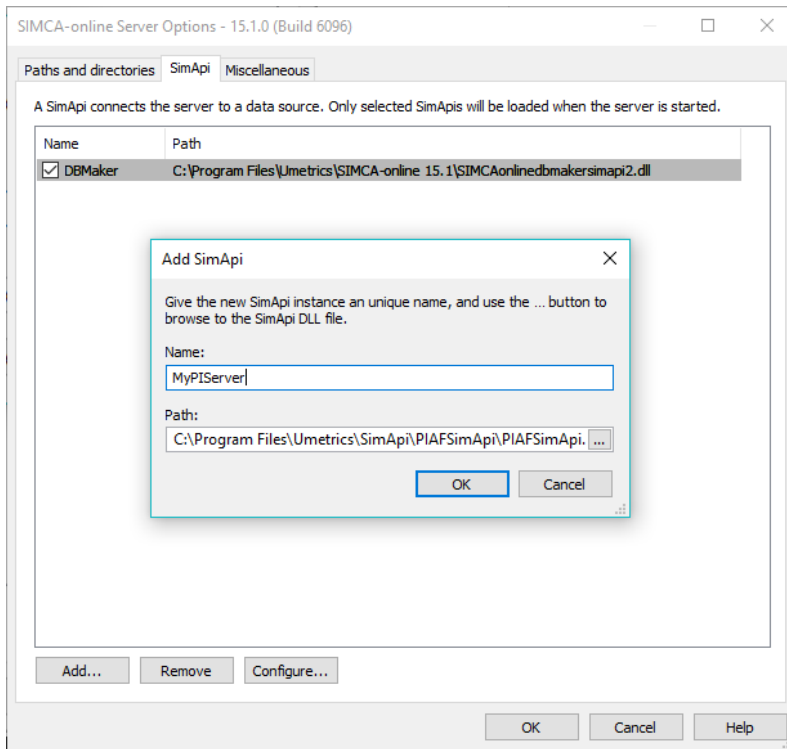 SIMCA-online Server Options - 15.1.0 (Build 6096)
Paths and directories SimApi Miscellaneous
A SimApi connects the server to a data source. Only selected SimApis will be loaded when the server is started.
Name Path
DBMaker C:\Program Files\Umetrics\SIMCA-online 15.1\SIMCAonlinedbmakersimapi2.dll
Add SimApi
Give the new SimApi instance an unique name, and use the ... button to
browse to the SimApi DLL file.
Name:
MyPIServer
Path:
C:\Program Files\Umetrics\SimApi\PIAFSimApi\PIAFSimApi. ...
OK Cancel
Add... Remove Configure...
OK Cancel Help